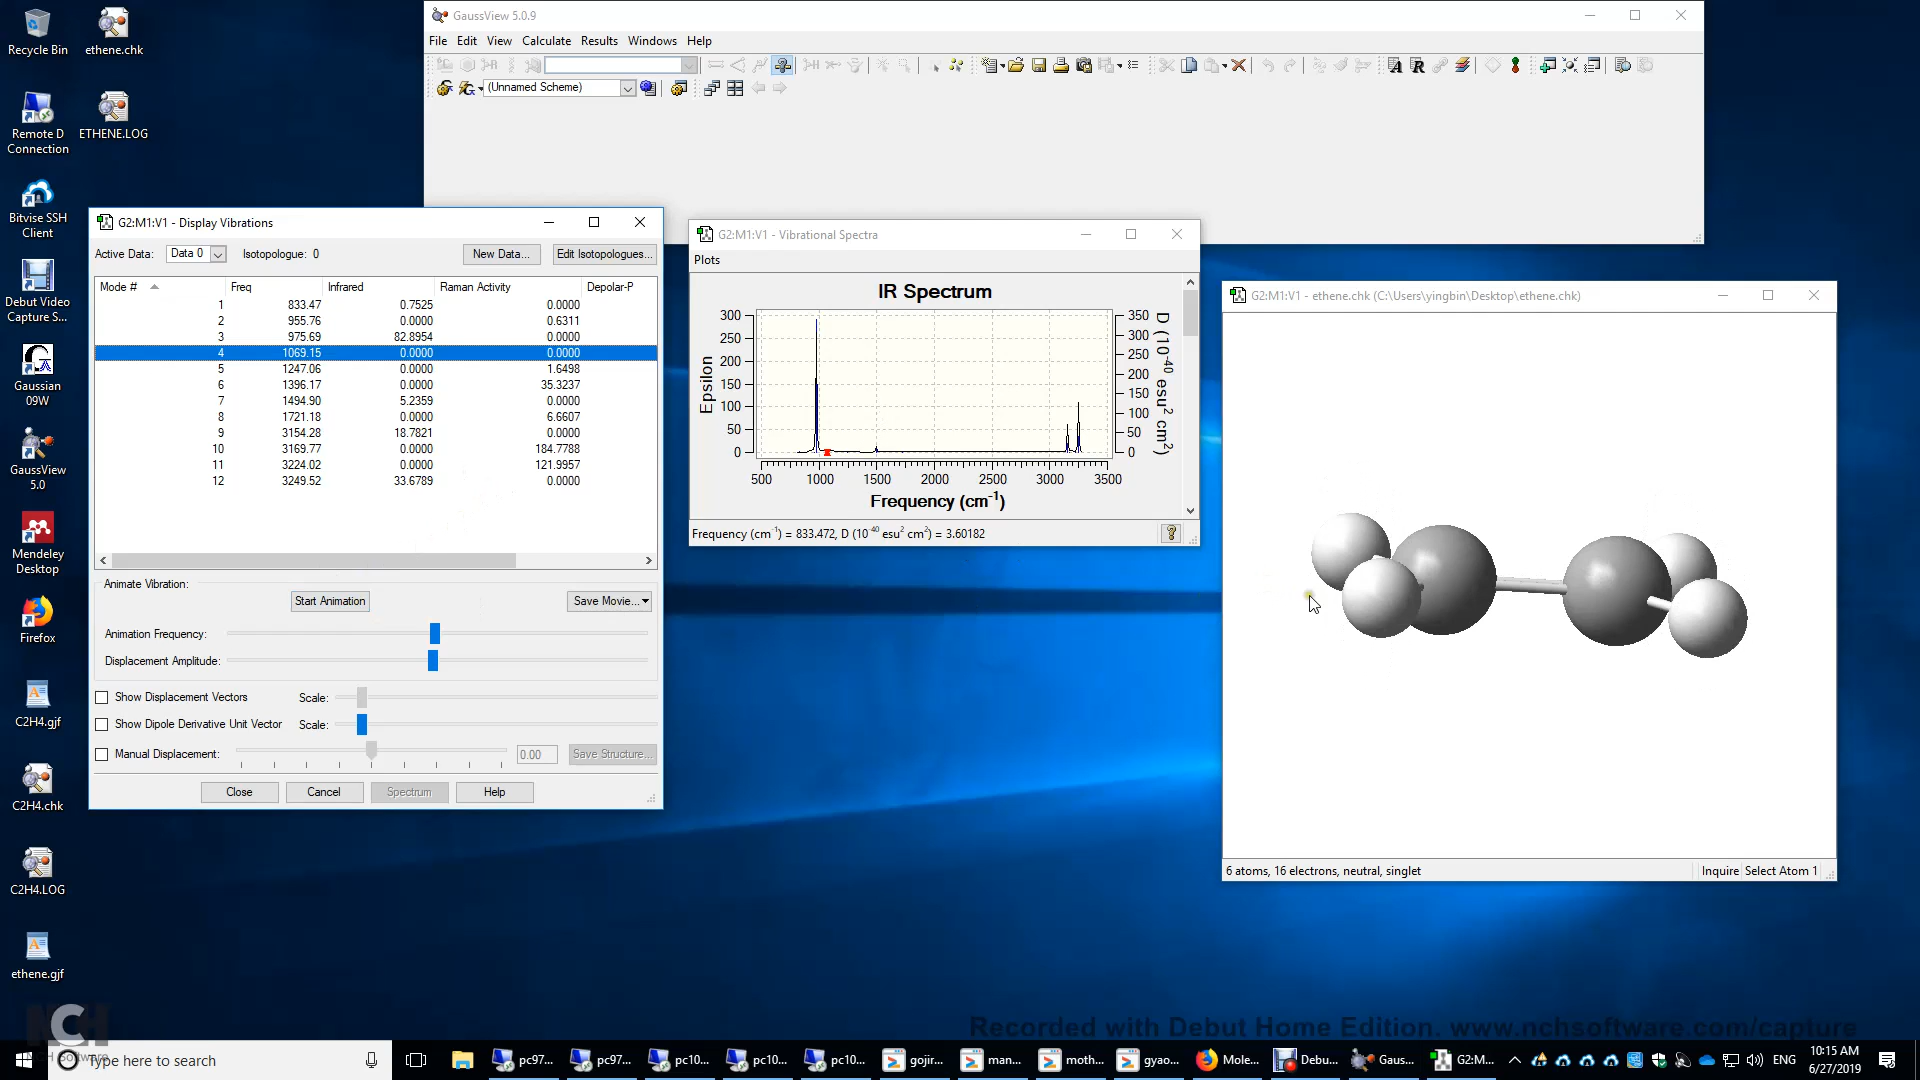 Recycle Bin
ethene.chk
Remote D
Connection
ETHENE.LOG
Bitvise SSH
Client
Debut Video
Capture S...
Gaussian
09W
GaussView
5.0
Mendeley
Desktop
Firefox
C2H4.gjf
C2H4.chk
C2H4.LOG
ethene.gjf
GaussView 5.0.9
File Edit View Calculate Results Windows Help
(Unnamed Scheme)
G2:M1:V1 - Display Vibrations
Active Data: Data 0 Isotopologue: 0 New Data... Edit Isotopologues...
Mode # Freq Infrared Raman Activity Depolar-P
1 833.47 0.7525 0.0000
2 955.76 0.0000 0.6311
3 975.69 82.8954 0.0000
4 1069.15 0.0000 0.0000
5 1247.06 0.0000 1.6498
6 1396.17 0.0000 35.3237
7 1494.90 5.2359 0.0000
8 1721.18 0.0000 6.6607
9 3154.28 18.7821 0.0000
10 3169.77 0.0000 184.7788
11 3224.02 0.0000 121.9957
12 3249.52 33.6789 0.0000
Animate Vibration:
Start Animation Save Movie...
Animation Frequency:
Displacement Amplitude:
Show Displacement Vectors Scale:
Show Dipole Derivative Unit Vector Scale:
Manual Displacement: 0.00 Save Structure...
Close Cancel Spectrum Help
G2:M1:V1 - Vibrational Spectra
Plots
IR Spectrum
300
250
200
150
100
50
0
Epsilon
350
300
250
200
150
100
50
0
D (10-40 esu2 cm2)
500 1000 1500 2000 2500 3000 3500
Frequency (cm-1)
Frequency (cm-1) = 833.472, D (10-40 esu2 cm2) = 3.60182
G2:M1:V1 - ethene.chk (C:\Users\yingbin\Desktop\ethene.chk)
6 atoms, 16 electrons, neutral, singlet
Inquire Select Atom 1
NCH
NCH Software
Recorded with Debut Home Edition. www.nchsoftware.com/capture
Type here to search
pc97... pc97... pc10... pc10... pc10... gojir... man... moth... gyao... Mole... Debu... Gaus... G2:M...
ENG
10:15 AM
6/27/2019